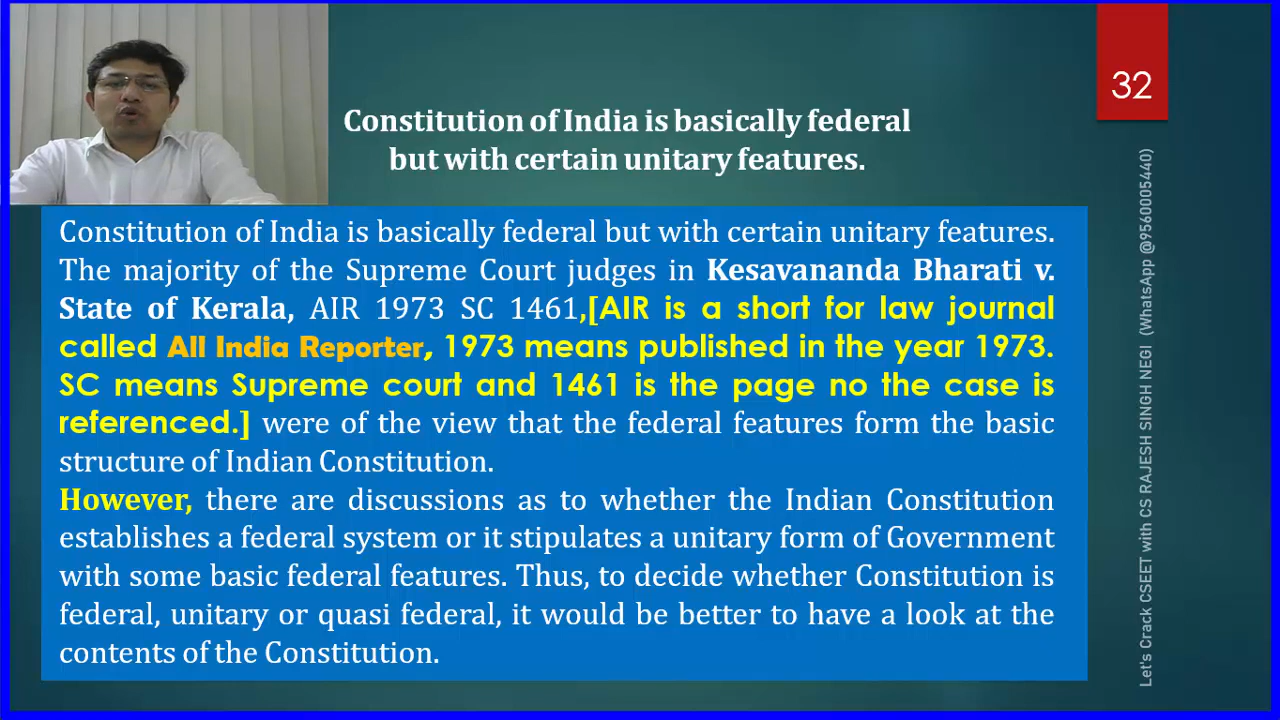 32
Constitution of India is basically federal
but with certain unitary features.
Constitution of India is basically federal but with certain unitary features.
The majority of the Supreme Court judges in Kesavananda Bharati v.
State of Kerala, AIR 1973 SC 1461,[AIR is a short for law journal
called All India Reporter, 1973 means published in the year 1973.
SC means Supreme court and 1461 is the page no the case is
referenced.] were of the view that the federal features form the basic
structure of Indian Constitution.
However, there are discussions as to whether the Indian Constitution
establishes a federal system or it stipulates a unitary form of Government
with some basic federal features. Thus, to decide whether Constitution is
federal, unitary or quasi federal, it would be better to have a look at the
contents of the Constitution.
Let's Crack CSEET with CS RAJESH SINGH NEGI (WhatsApp @9560005440)